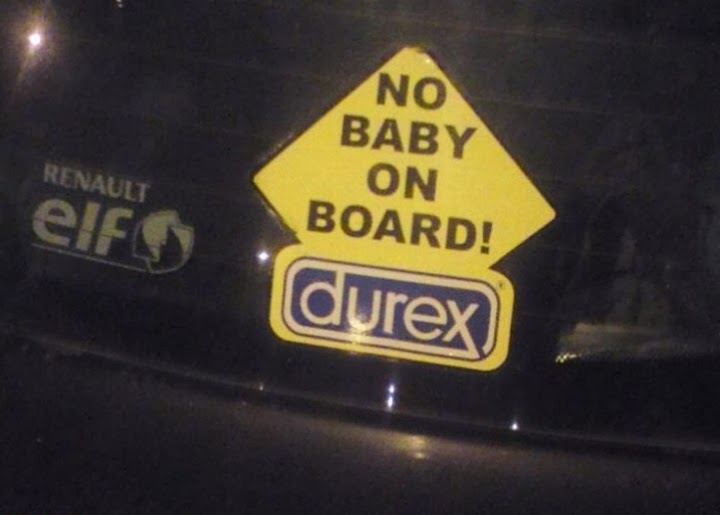 NO
BABY
ON
BOARD!
durex
RENAULT
elf